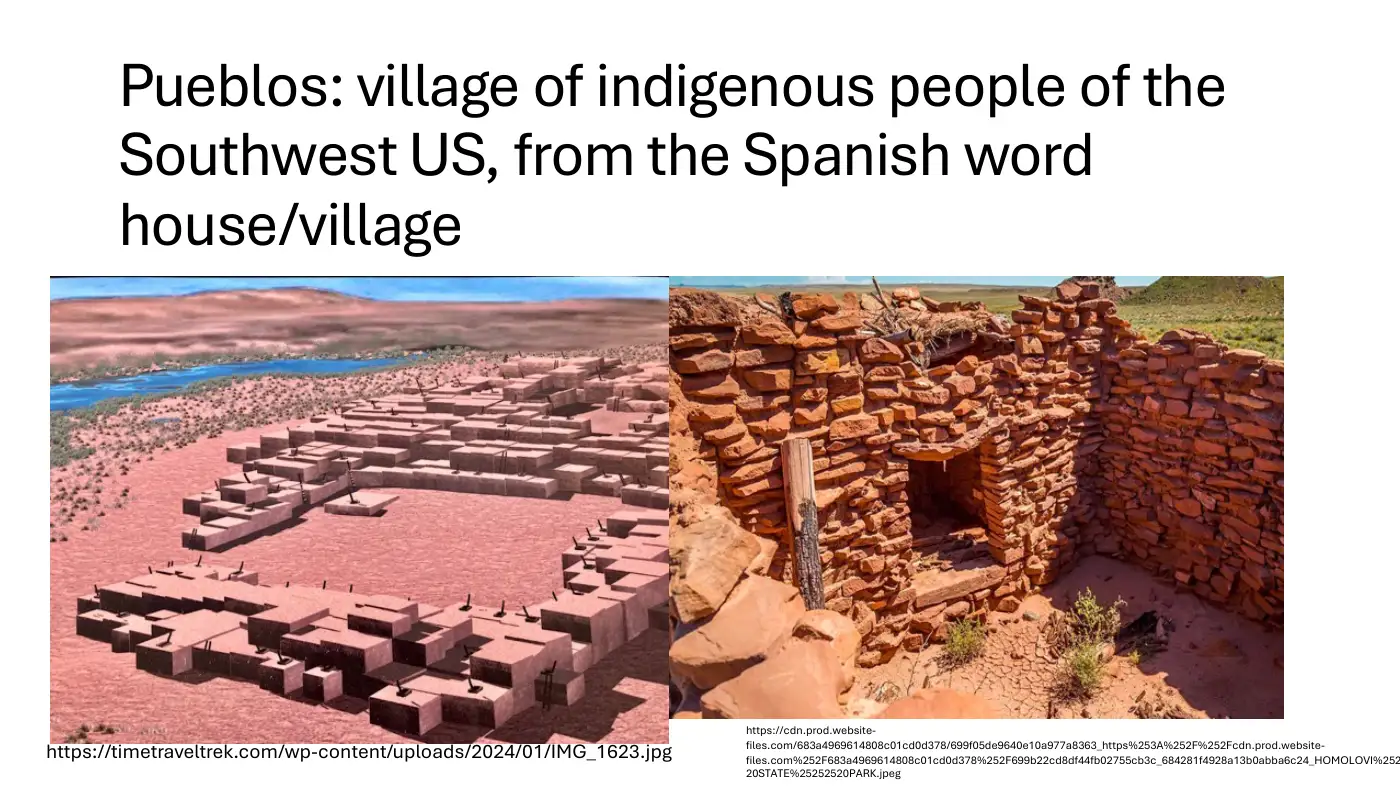 Pueblos: village of indigenous people of the
Southwest US, from the Spanish word
house/village
https://timetraveltrek.com/wp-content/uploads/2024/01/IMG_1623.jpg
https://cdn.prod.website-
files.com/683a4969614808c01cd0d378/699f05de9640e10a977a8363_https%253A%252F%252Fcdn.prod.website-
files.com%252F683a4969614808c01cd0d378%252F699b22cd8df44fb02755cb3c_684281f4928a13b0abba6c24_HOMOLOVI%252
20STATE%25252520PARK.jpeg